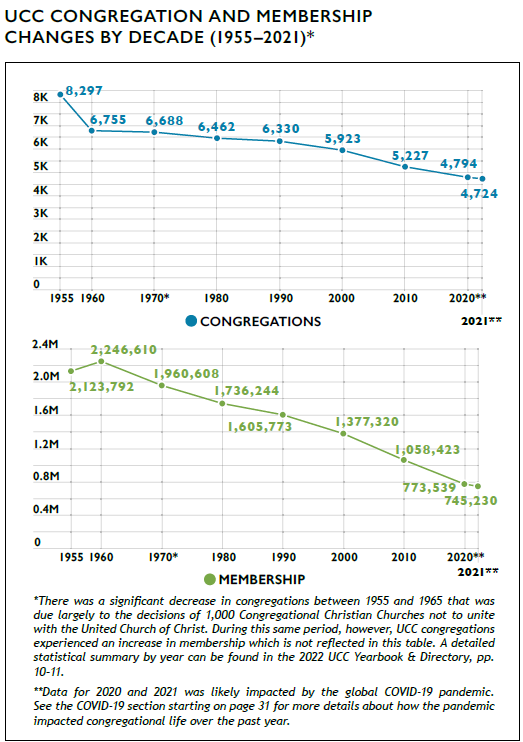 UCC CONGREGATION AND MEMBERSHIP
CHANGES BY DECADE (1955–2021)*
8K
8,297
7K
6,755
6,688
6,462
6,330
6K
5,923
5K
5,227
4,794
4K
4,724
3K
2K
1K
0
1955 1960 1970* 1980 1990 2000 2010 2020**
CONGREGATIONS
2021**
2.4M
2,246,610
2.0M
2,123,792
1,960,608
1,736,244
1.6M
1,605,773
1,377,320
1.2M
1,058,423
0.8M
773,539
745,230
0.4M
0
1955 1960 1970* 1980 1990 2000 2010 2020**
2021**
MEMBERSHIP
*There was a significant decrease in congregations between 1955 and 1965 that was
due largely to the decisions of 1,000 Congregational Christian Churches not to unite
with the United Church of Christ. During this same period, however, UCC congregations
experienced an increase in membership which is not reflected in this table. A detailed
statistical summary by year can be found in the 2022 UCC Yearbook & Directory, pp.
10-11.
**Data for 2020 and 2021 was likely impacted by the global COVID-19 pandemic.
See the COVID-19 section starting on page 31 for more details about how the pandemic
impacted congregational life over the past year.